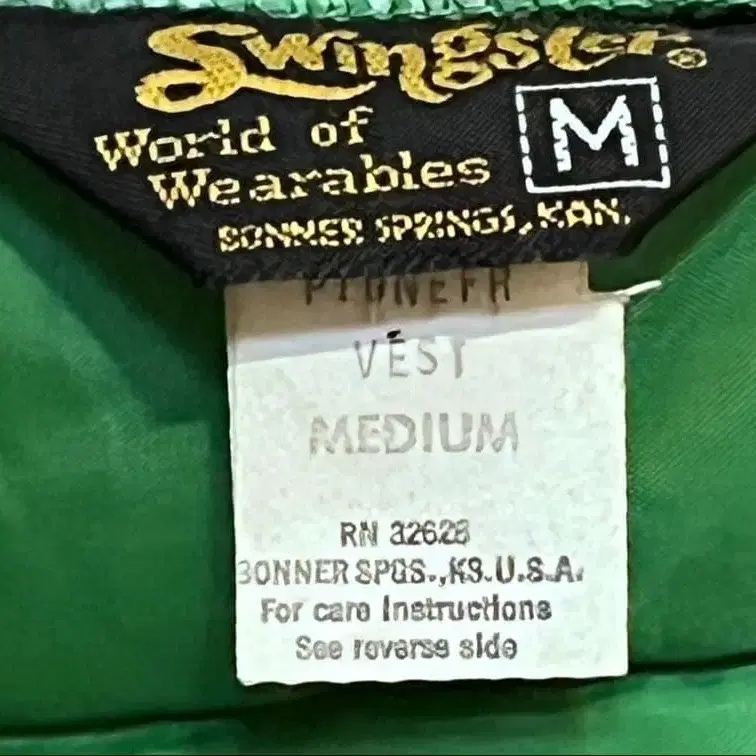 Swingster®
World of
Wearables
M
BONNER SPRINGS, KAN.
PIONEER
VEST
MEDIUM
RN 32628
BONNER SPGS., KS. U.S.A.
For care Instructions
See reverse side